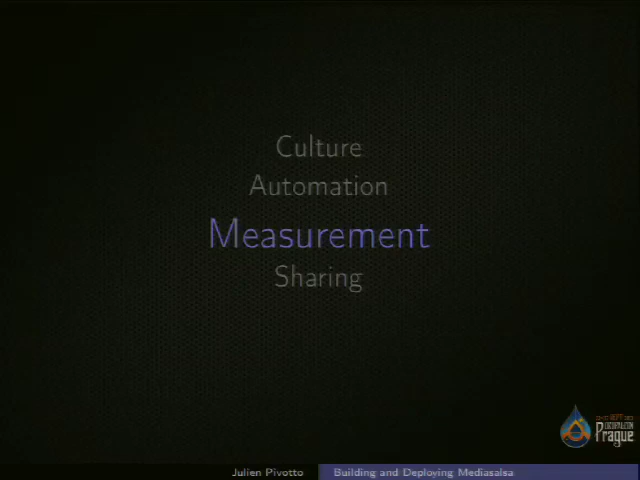 Culture
Automation
Measurement
Sharing
Prague
Julien Pivotto
Building and Deploying Mediasalsa